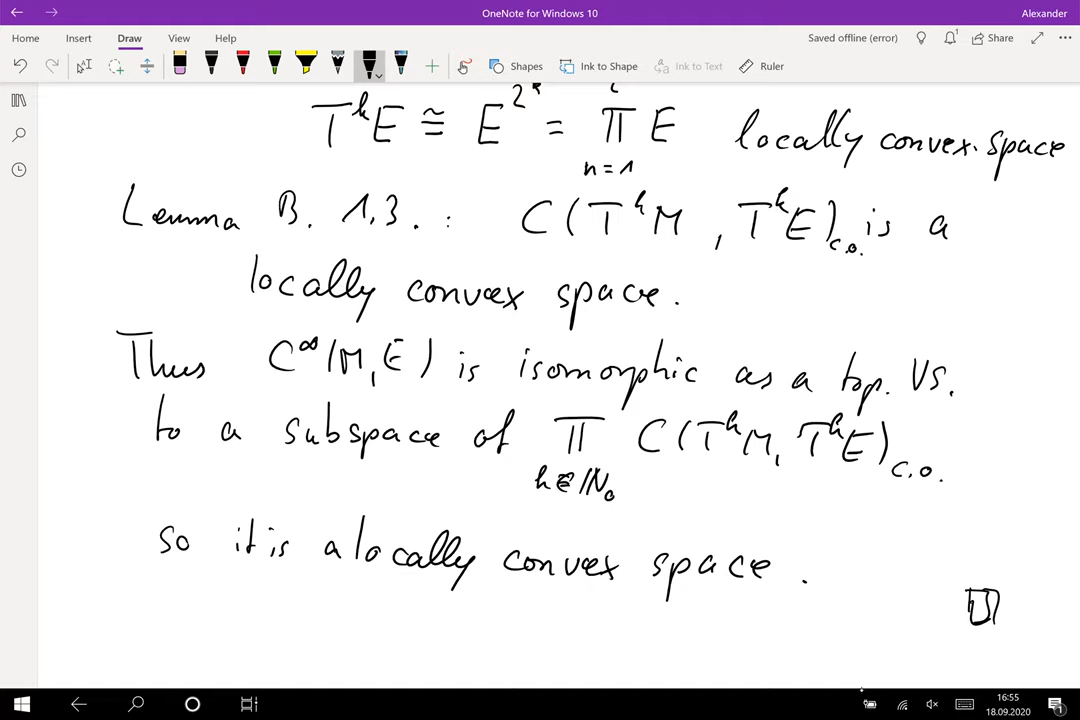 OneNote for Windows 10
Alexander
Home Insert Draw View Help
Saved offline (error)
Share
Shapes
Ink to Shape
Ink to Text
Ruler
T^k E ≅ E^{2^k} = ∏_{n=1} E locally convex. space
Lemma B. 1.3. : C(T^k M, T^k E)_{c.o.} is a
locally convex space.
Thus C^∞(M,E) is isomorphic as a top. VS.
to a subspace of ∏_{k∈ℕ_0} C(T^k M, T^k E)_{c.o.}
so it is a locally convex space.
16:55
18.09.2020
1